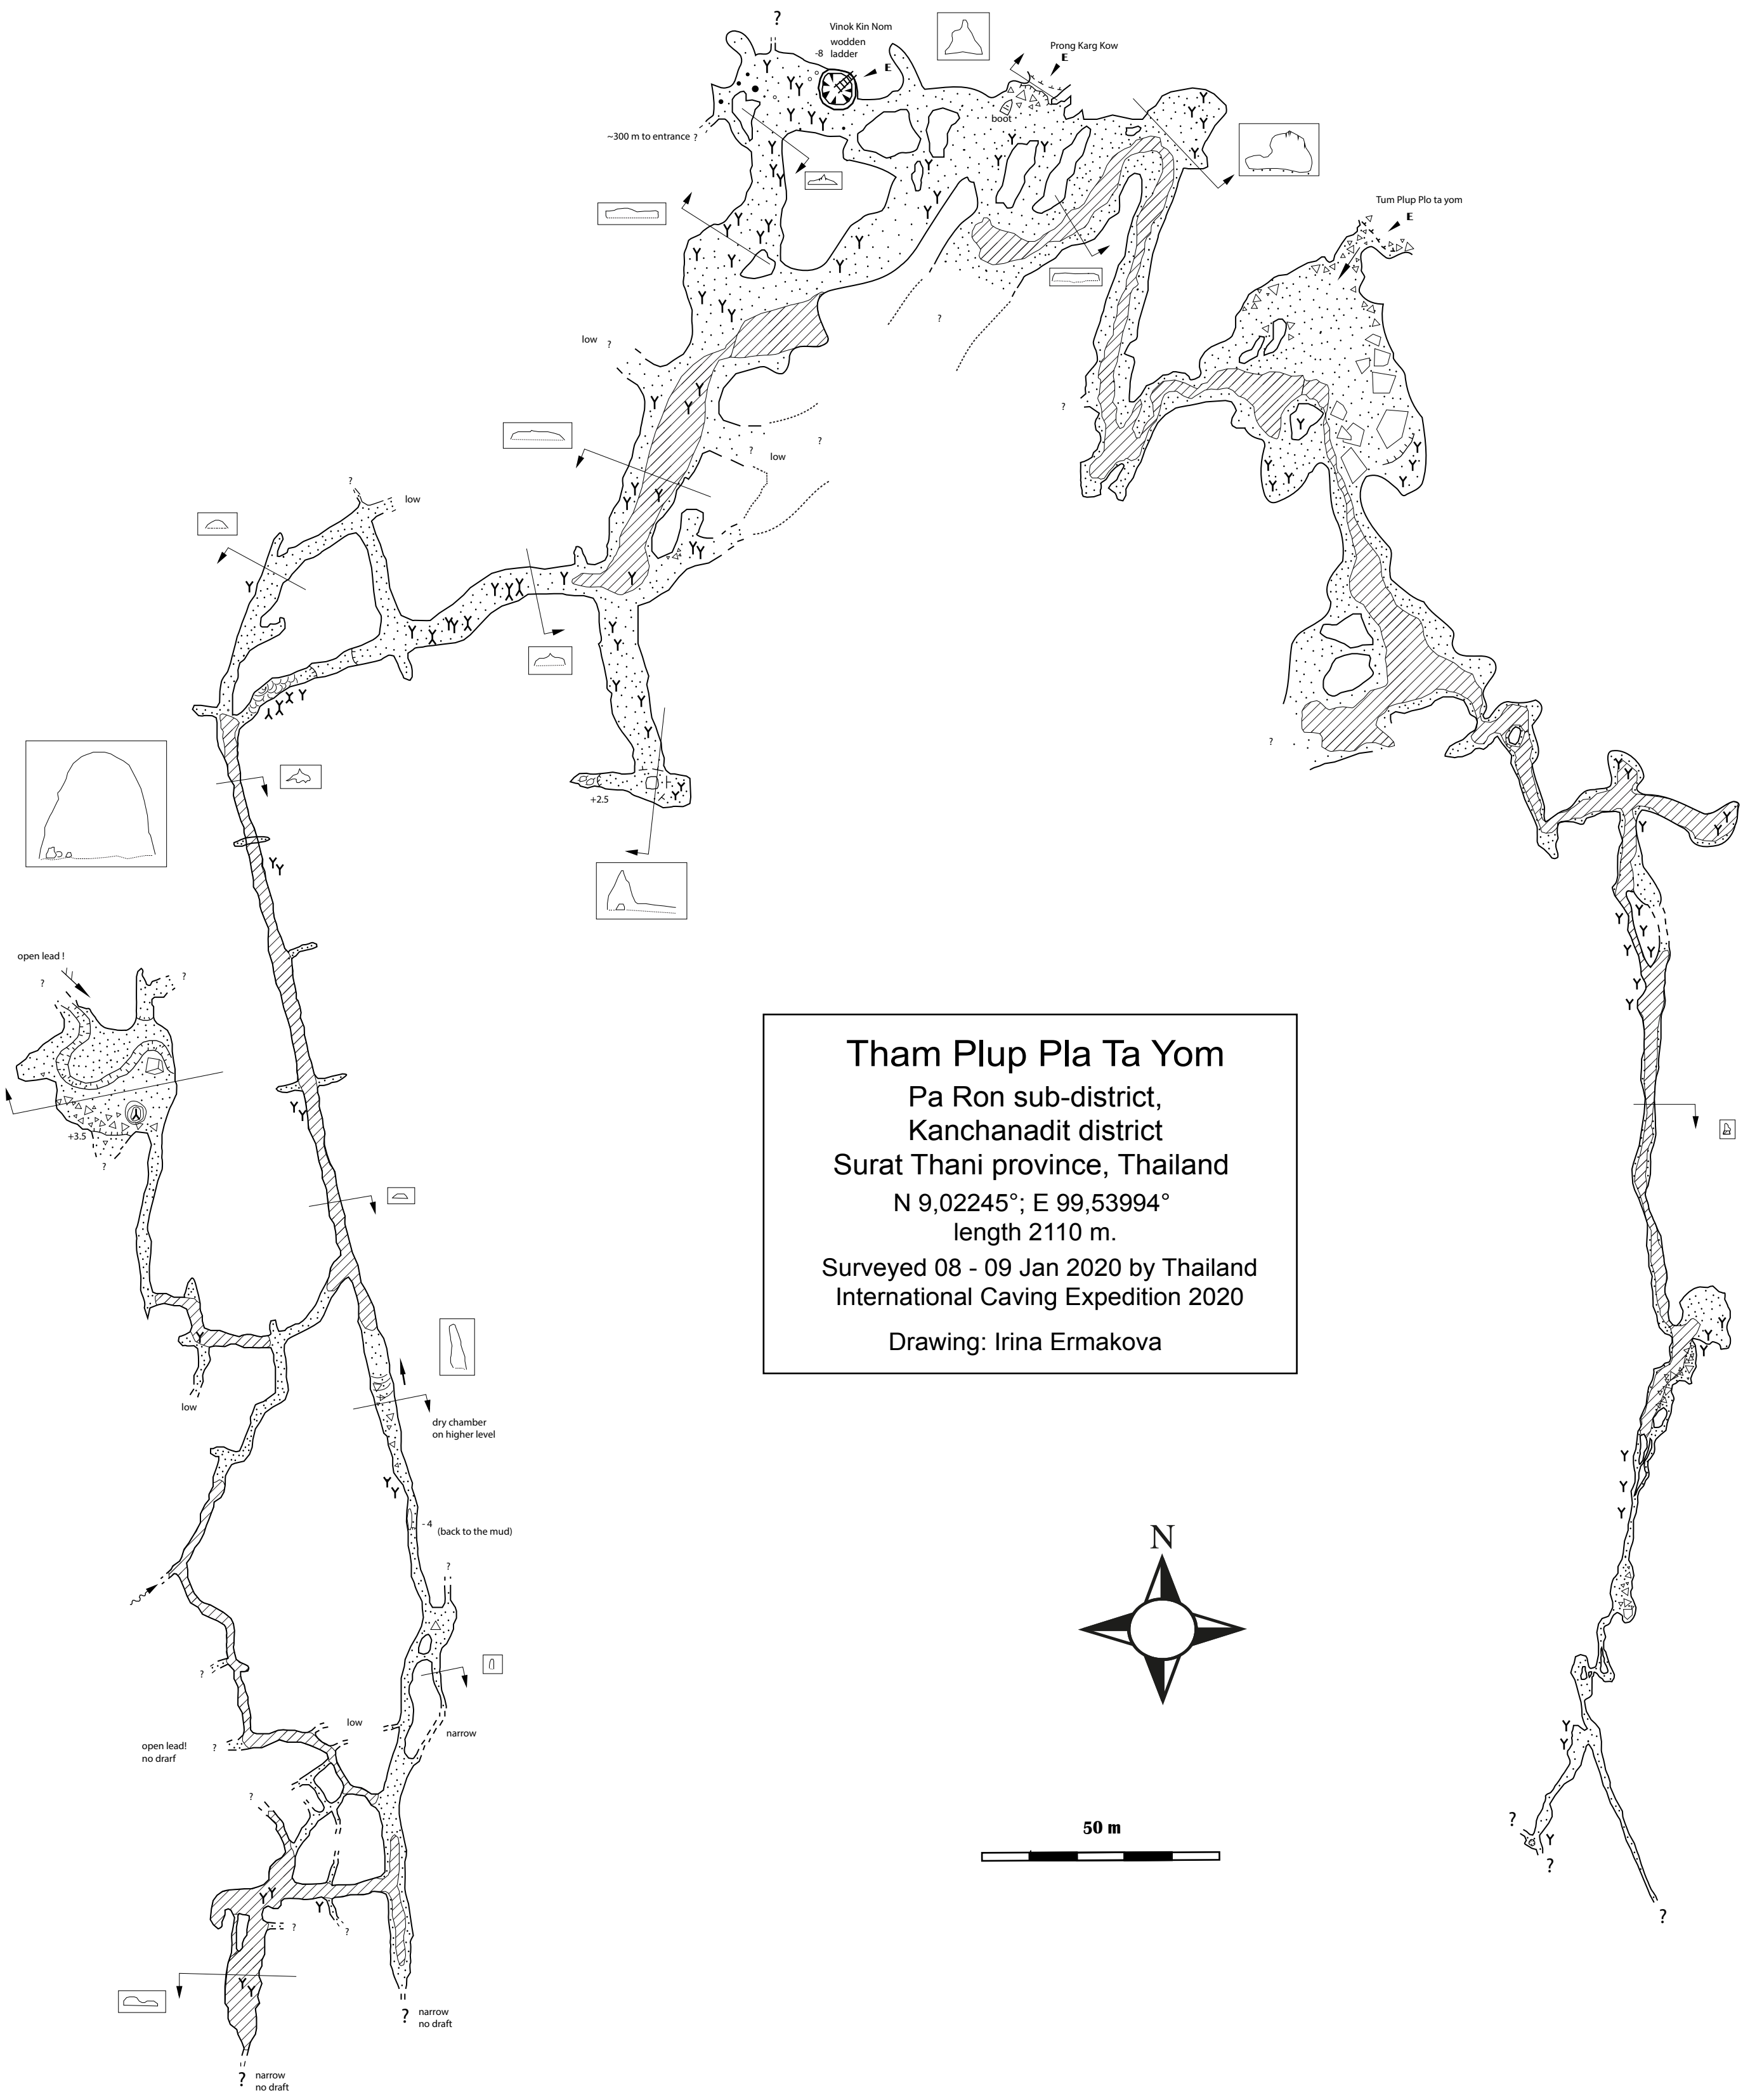 ?
Vinok Kin Nom
wodden
ladder
-8
E
Prong Karg Kow
E
boot
~300 m to entrance ?
Tum Plup Plo ta yom
E
?
low ?
?
?
?
low
?
low
+2.5
?
open lead !
?
?
+3.5
?
Tham Plup Pla Ta Yom
Pa Ron sub-district,
Kanchanadit district
Surat Thani province, Thailand
N 9,02245°; E 99,53994°
length 2110 m.
Surveyed 08 - 09 Jan 2020 by Thailand
International Caving Expedition 2020
Drawing: Irina Ermakova
low
dry chamber
on higher level
- 4
(back to the mud)
?
N
?
low
narrow
open lead!
no drarf
?
?
50 m
?
?
?
?
?
?
narrow
no draft
?
narrow
no draft